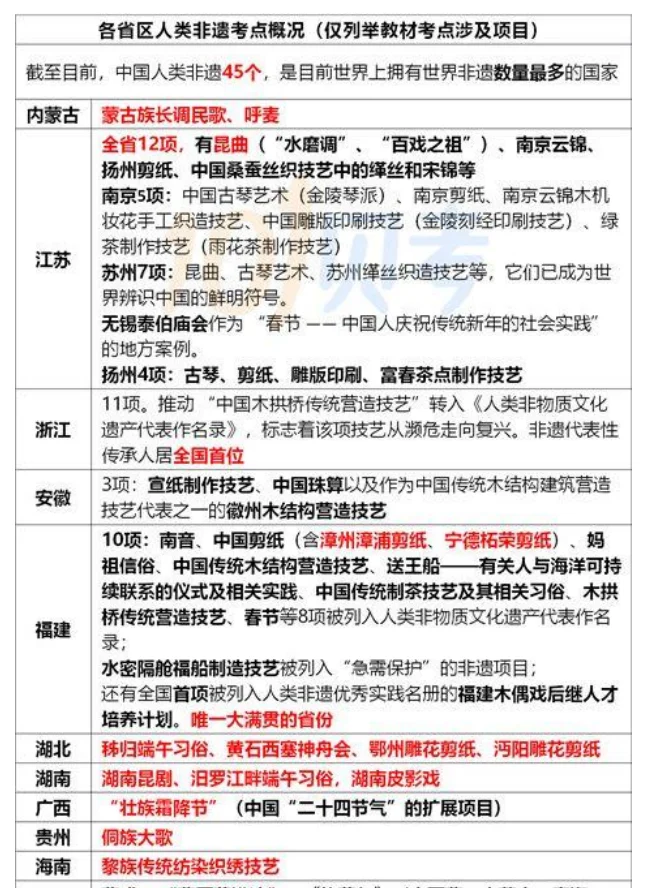 各省区人类非遗考点概况（仅列举教材考点涉及项目）
截至目前，中国人类非遗45个，是目前世界上拥有世界非遗数量最多的国家
内蒙古 蒙古族长调民歌、呼麦
江苏
全省12项，有昆曲（“水磨调”、“百戏之祖”）、南京云锦、
扬州剪纸、中国桑蚕丝织技艺中的缂丝和宋锦等
南京5项：中国古琴艺术（金陵琴派）、南京剪纸、南京云锦木机
妆花手工织造技艺、中国雕版印刷技艺（金陵刻经印刷技艺）、绿
茶制作技艺（雨花茶制作技艺）
苏州7项：昆曲、古琴艺术、苏州缂丝织造技艺等，它们已成为世
界辨识中国的鲜明符号。
无锡泰伯庙会作为 “春节 —— 中国人庆祝传统新年的社会实践”
的地方案例。
扬州4项：古琴、剪纸、雕版印刷、富春茶点制作技艺
浙江
11项。推动 “中国木拱桥传统营造技艺” 转入《人类非物质文化
遗产代表作名录》，标志着该项技艺从濒危走向复兴。非遗代表性
传承人居全国首位
安徽
3项：宣纸制作技艺、中国珠算以及作为中国传统木结构建筑营造
技艺代表之一的徽州木结构营造技艺
福建
10项：南音、中国剪纸（含漳州漳浦剪纸、宁德柘荣剪纸）、妈
祖信俗、中国传统木结构营造技艺、送王船——有关人与海洋可持
续联系的仪式及相关实践、中国传统制茶技艺及其相关习俗、木拱
桥传统营造技艺、春节等8项被列入人类非物质文化遗产代表作名
录；
水密隔舱福船制造技艺被列入“急需保护”的非遗项目；
还有全国首项被列入人类非遗优秀实践名册的福建木偶戏后继人才
培养计划。唯一大满贯的省份
湖北 秭归端午习俗、黄石西塞神舟会、鄂州雕花剪纸、沔阳雕花剪纸
湖南 湖南昆剧、汨罗江畔端午习俗，湖南皮影戏
广西 “壮族霜降节”（中国“二十四节气”的扩展项目）
贵州 侗族大歌
海南 黎族传统纺染织绣技艺